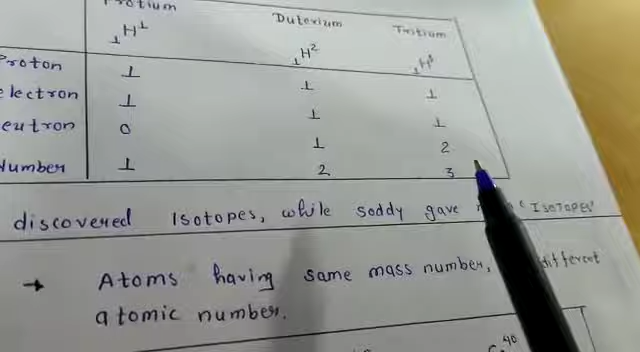 Protium Duterium Tritium
1H1 1H2 1H3
Proton 1 1 1
electron 1 1 1
eutron 0 1 2
Number 1 2 3
discovered Isotopes, while soddy gave "ISOTOPES"
→ Atoms having same mass number, different
atomic number.
40